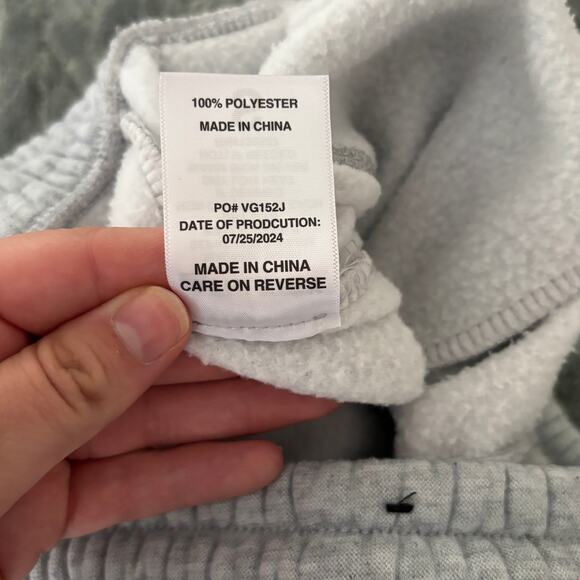 100% POLYESTER
MADE IN CHINA
PO# VG152J
DATE OF PRODCUTION:
07/25/2024
MADE IN CHINA
CARE ON REVERSE